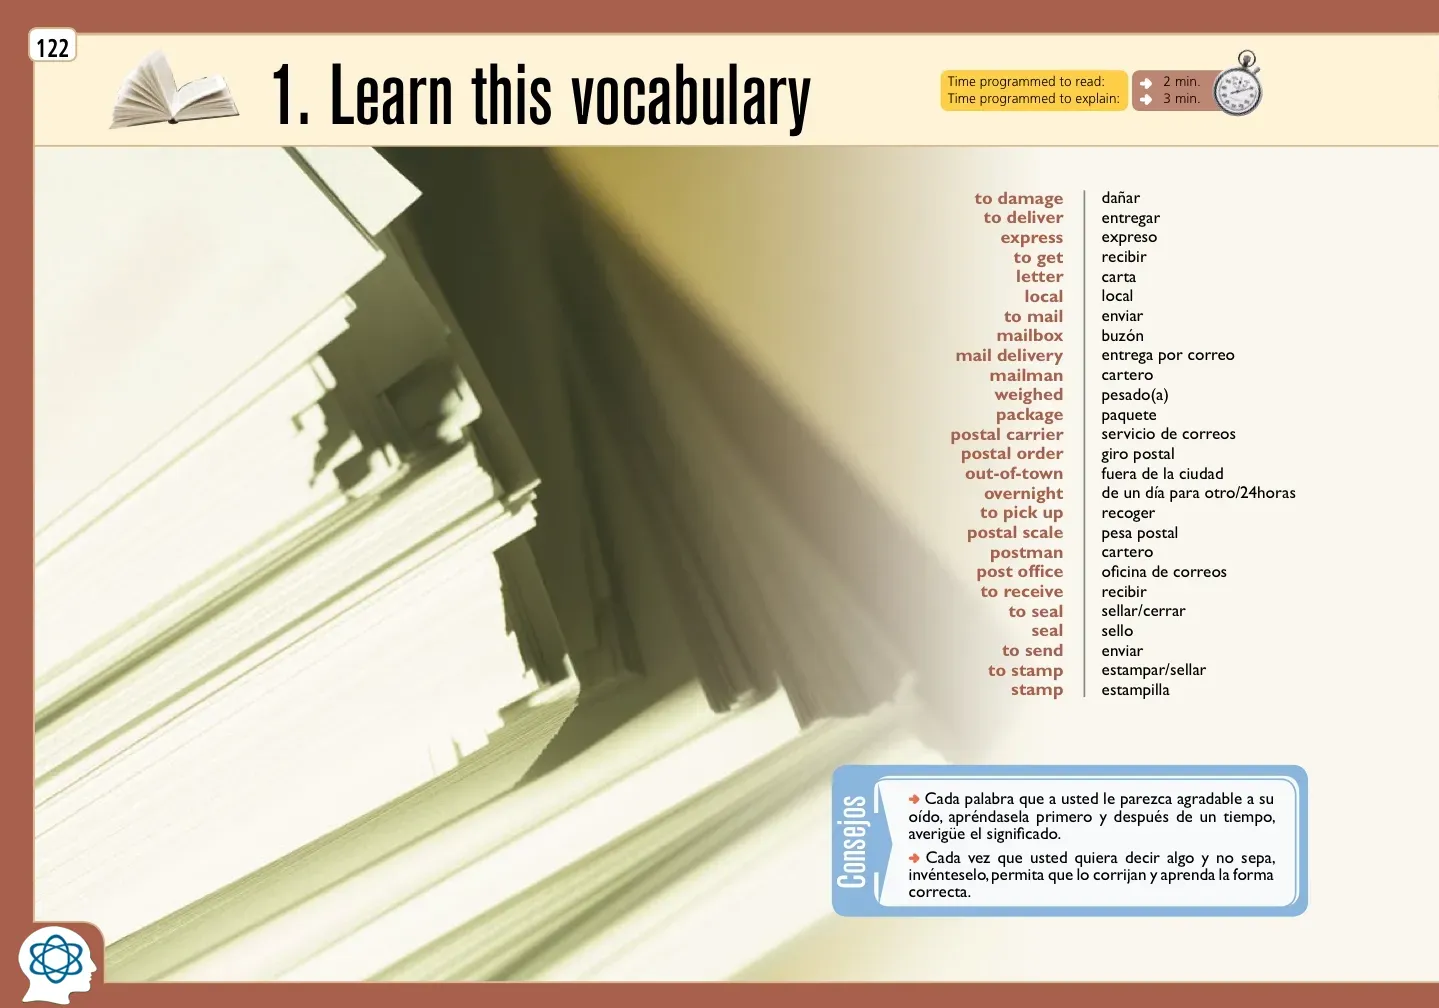 122
1. Learn this vocabulary
Time programmed to read: 2 min.
Time programmed to explain: 3 min.
to damage dañar
to deliver entregar
express expreso
to get recibir
letter carta
local local
to mail enviar
mailbox buzón
mail delivery entrega por correo
mailman cartero
weighed pesado(a)
package paquete
postal carrier servicio de correos
postal order giro postal
out-of-town fuera de la ciudad
overnight de un día para otro/24horas
to pick up recoger
postal scale pesa postal
postman cartero
post office oficina de correos
to receive recibir
to seal sellar/cerrar
seal sello
to send enviar
to stamp estampar/sellar
stamp estampilla
Consejos
Cada palabra que a usted le parezca agradable a su
oído, apréndasela primero y después de un tiempo,
averigüe el significado.
Cada vez que usted quiera decir algo y no sepa,
invénteselo, permita que lo corrijan y aprenda la forma
correcta.